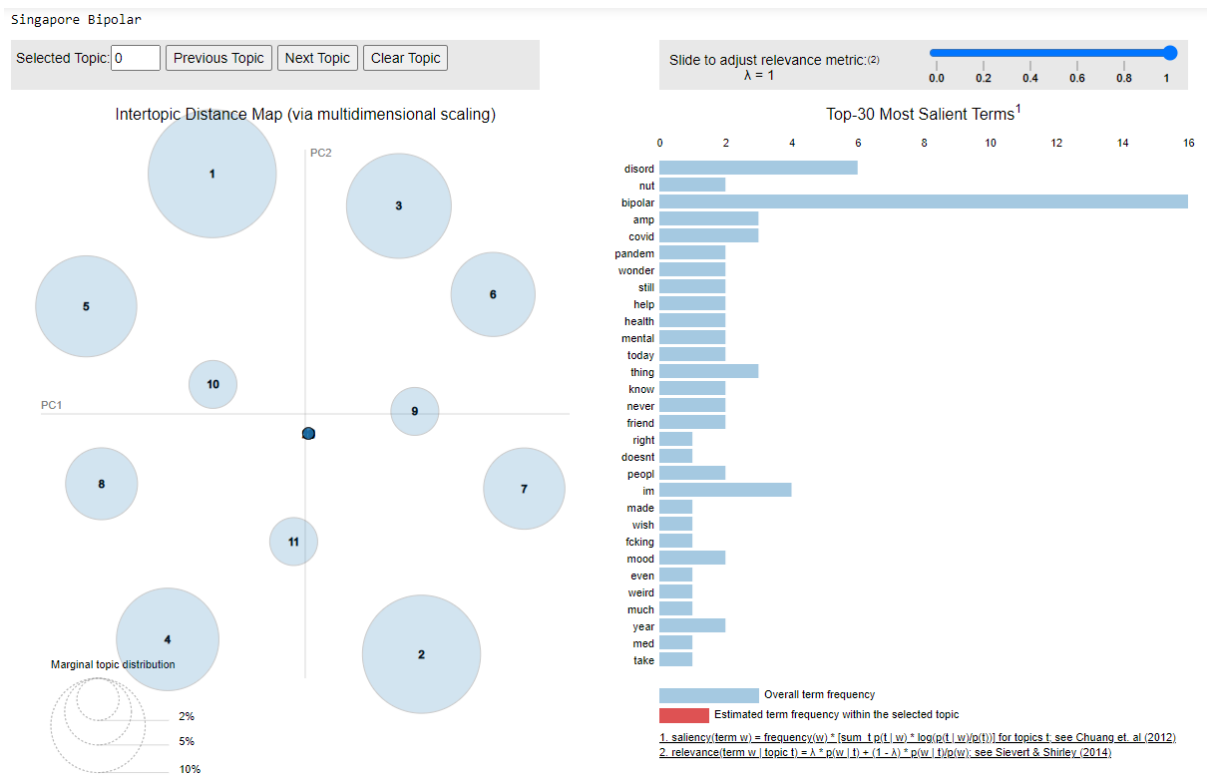 Singapore Bipolar
Selected Topic: 0 Previous Topic Next Topic Clear Topic
Slide to adjust relevance metric:(2)
λ = 1
0.0 0.2 0.4 0.6 0.8 1
Intertopic Distance Map (via multidimensional scaling)
PC2
PC1
1
3
5
6
10
9
8
7
11
4
2
Marginal topic distribution
2%
5%
10%
Top-30 Most Salient Terms1
0 2 4 6 8 10 12 14 16
disord
nut
bipolar
amp
covid
pandem
wonder
still
help
health
mental
today
thing
know
never
friend
right
doesnt
peopl
im
made
wish
fcking
mood
even
weird
much
year
med
take
Overall term frequency
Estimated term frequency within the selected topic
1. saliency(term w) = frequency(w) * [sum_t p(t | w) * log(p(t | w)/p(t))] for topics t; see Chuang et. al (2012)
2. relevance(term w | topic t) = λ * p(w | t) + (1 - λ) * p(w | t)/p(w); see Sievert & Shirley (2014)